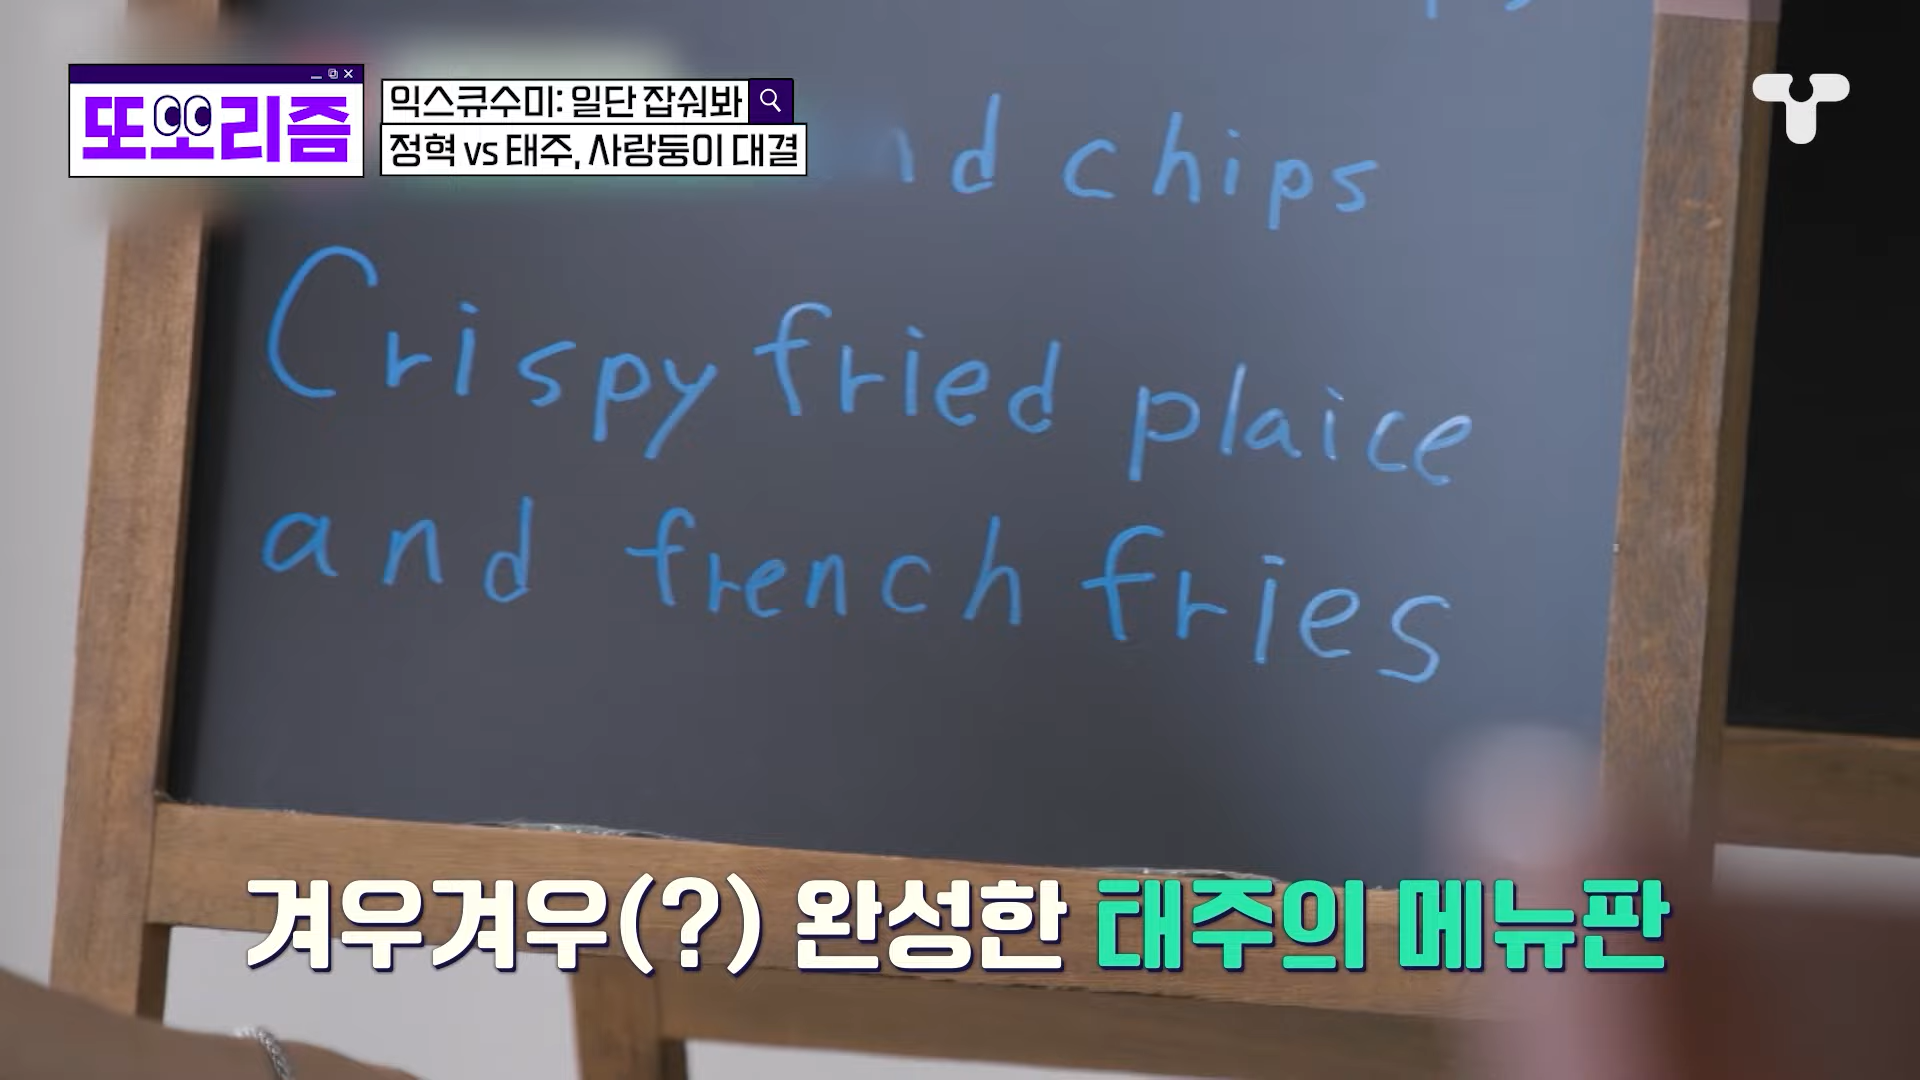 또뽀리즘
익스큐수미: 일단 잡숴봐
정혁 vs 태주, 사랑둥이 대결
chips
Crispy fried plaice
and french fries
겨우겨우(?) 완성한 태주의 메뉴판